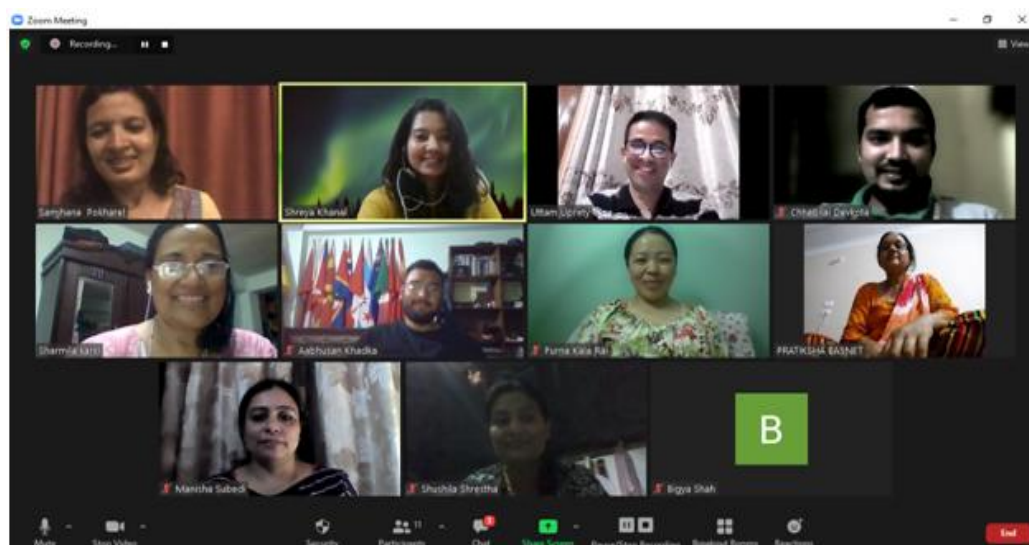 Zoom Meeting
Recording...
View
Samjhana Pokharel
Shreya Khanal
Uttam Uprety
Chhabilal Devkota
Sharmila Karki
Aabhusan Khadka
Purna Kala Rai
PRATIKSHA BASNET
B
Manisha Subedi
Shushila Shrestha
Bigya Shah
Mute
Stop Video
Security
Participants
11
Chat
Share Screen
Pause/Stop Recording
Breakout Rooms
Reactions
End